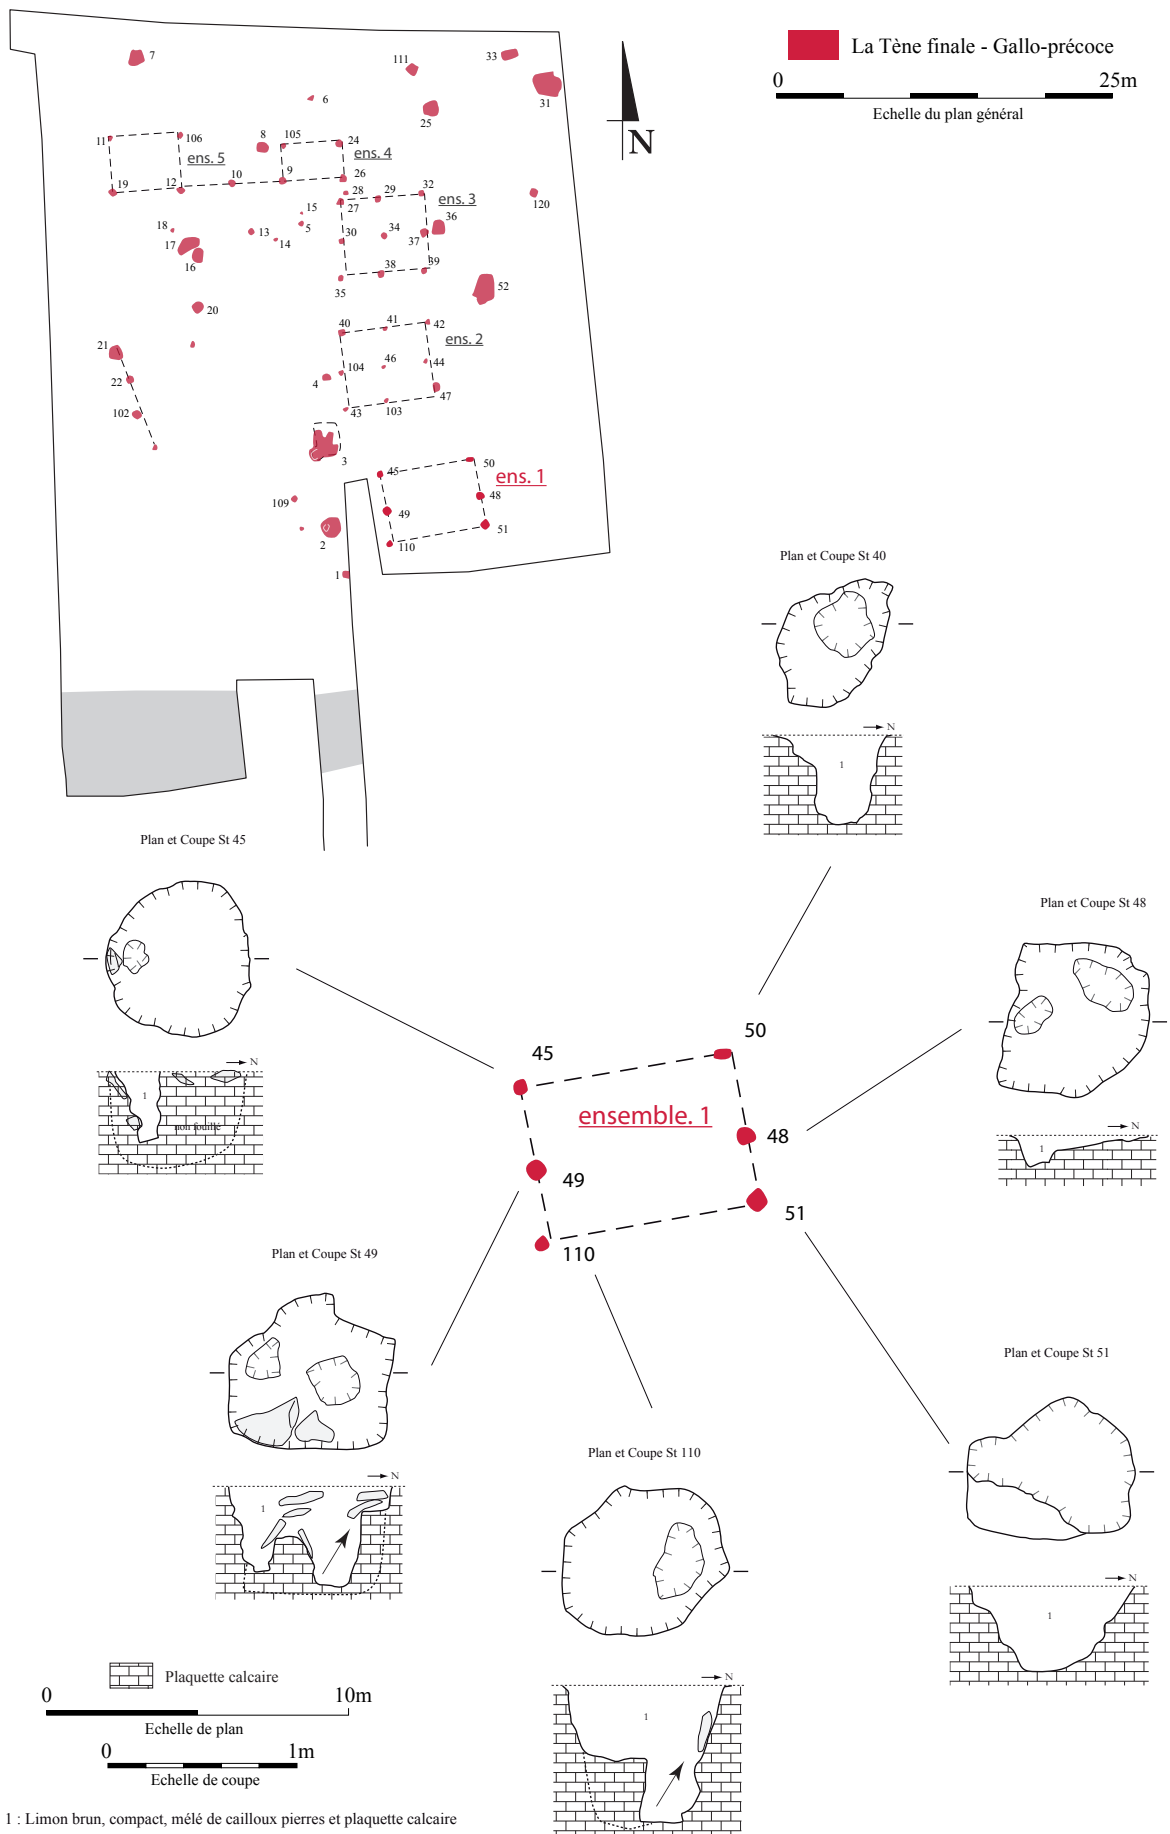 La Tène finale - Gallo-précoce
0 25m
Echelle du plan général
N
7
111
33
31
6
25
11
106
8
105
24
ens. 5
ens. 4
19
12
10
9
26
28
29
32
120
27
ens. 3
15
36
18
5
13
14
30
34
37
17
16
38
39
35
52
20
40
41
42
21
ens. 2
104
46
44
22
4
47
102
43
103
3
45
50
ens. 1
109
48
49
51
2
110
1
Plan et Coupe St 40
N
1
Plan et Coupe St 45
N
1
non fouillé
Plan et Coupe St 48
N
1
50
45
ensemble. 1
48
49
51
110
Plan et Coupe St 49
N
1
Plan et Coupe St 51
N
1
Plan et Coupe St 110
N
1
Plaquette calcaire
0 10m
Echelle de plan
0 1m
Echelle de coupe
1 : Limon brun, compact, mélé de cailloux pierres et plaquette calcaire